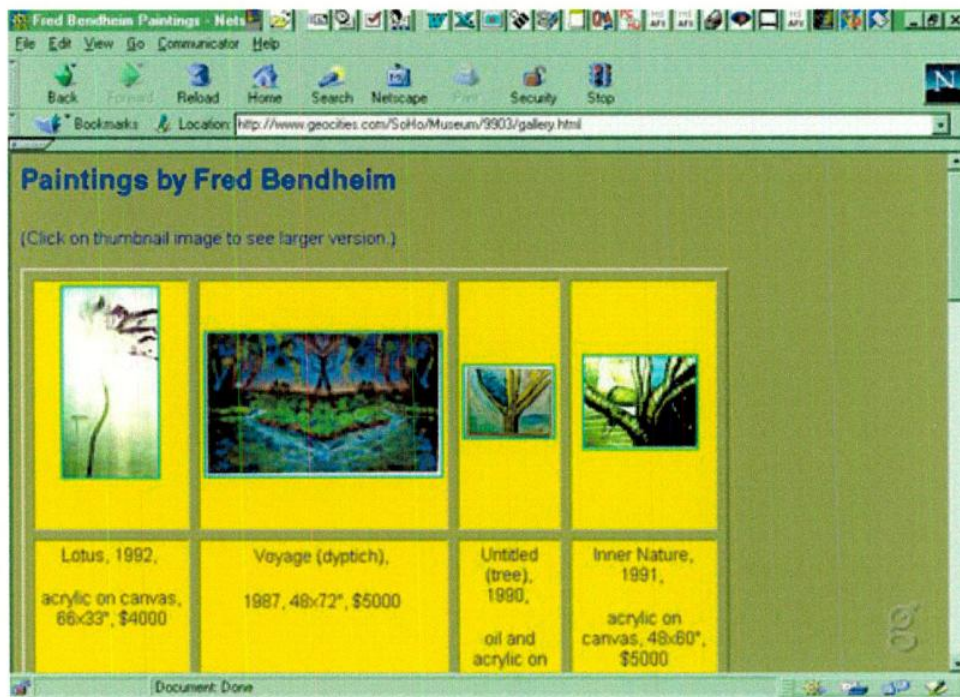 Fred Bendheim Paintings - Nets
File Edit View Go Communicator Help
Back Forward Reload Home Search Netscape Print Security Stop
Bookmarks Location: http://www.geocities.com/SoHo/Museum/9903/gallery.html
Paintings by Fred Bendheim
(Click on thumbnail image to see larger version.)
Lotus, 1992,
acrylic on canvas,
66x33", $4000
Voyage (dyptich),
1987, 48x72", $5000
Untitled
(tree),
1990,
oil and
acrylic on
Inner Nature,
1991,
acrylic on
canvas, 48x60",
$5000
Document: Done